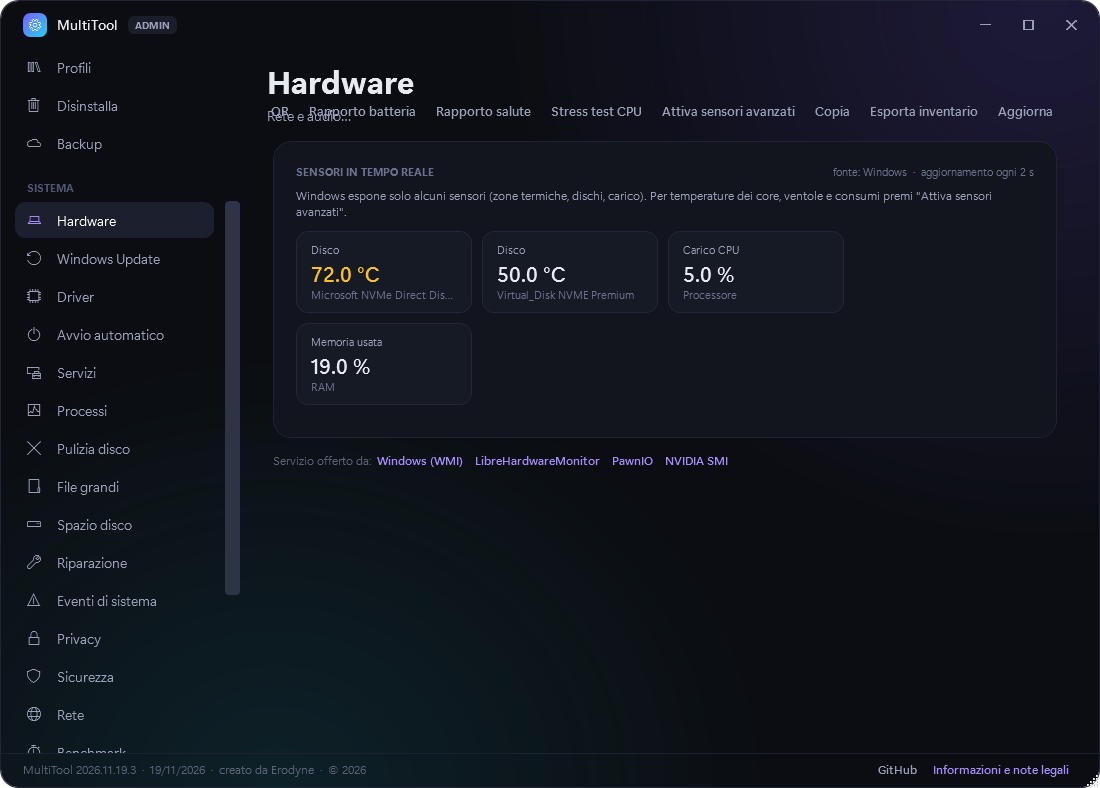 MultiTool ADMIN
Profili
Disinstalla
Backup
SISTEMA
Hardware
Windows Update
Driver
Avvio automatico
Servizi
Processi
Pulizia disco
File grandi
Spazio disco
Riparazione
Eventi di sistema
Privacy
Sicurezza
Rete
Benchmark
Hardware
QR Rapporto batteria Rapporto salute Stress test CPU Attiva sensori avanzati Copia Esporta inventario Aggiorna
Rete e audio...
SENSORI IN TEMPO REALE fonte: Windows · aggiornamento ogni 2 s
Windows espone solo alcuni sensori (zone termiche, dischi, carico). Per temperature dei core, ventole e consumi premi "Attiva sensori
avanzati".
Disco
72.0 °C
Microsoft NVMe Direct Dis...
Disco
50.0 °C
Virtual_Disk NVME Premium
Carico CPU
5.0 %
Processore
Memoria usata
19.0 %
RAM
Servizio offerto da: Windows (WMI) LibreHardwareMonitor PawnIO NVIDIA SMI
MultiTool 2026.11.19.3 · 19/11/2026 · creato da Erodyne · © 2026
GitHub Informazioni e note legali